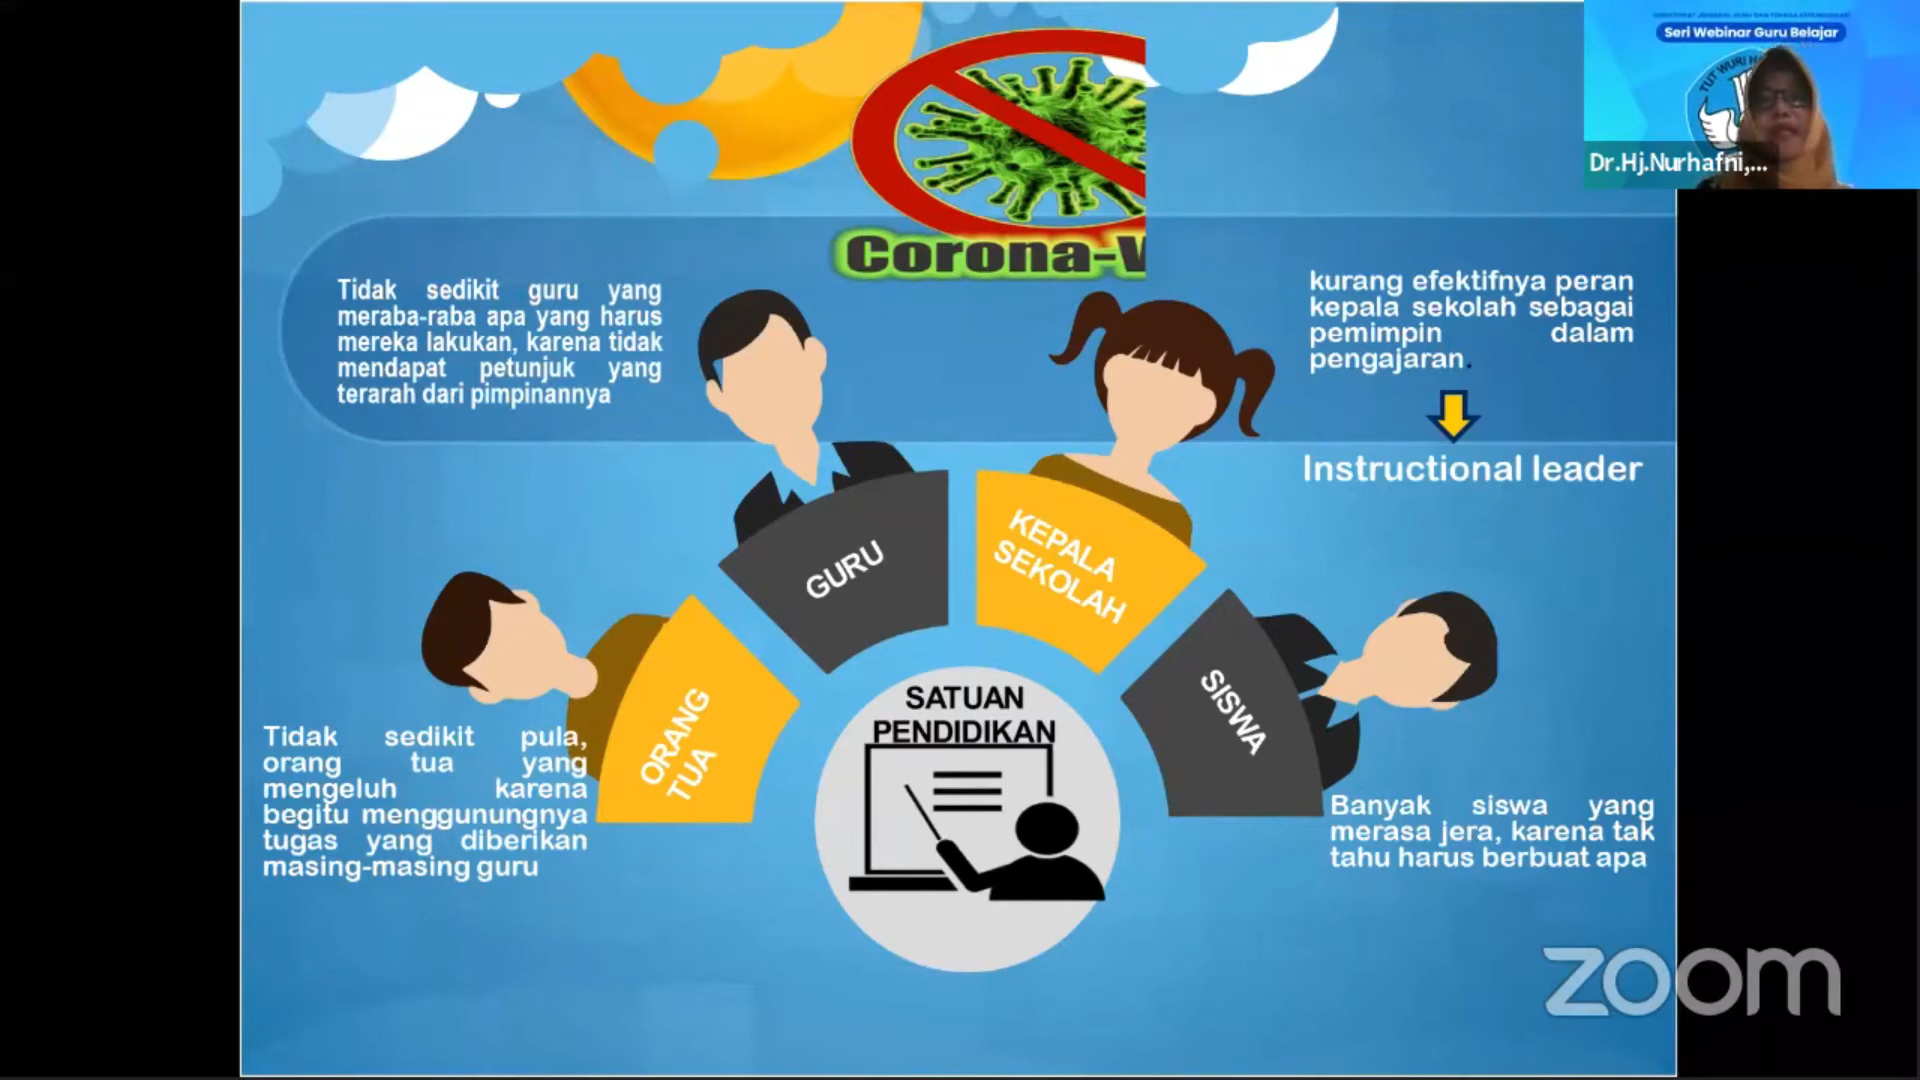 Seri Webinar Guru Belajar
TUT WURI
Dr.Hj.Nurhafni,...
Corona-V
Tidak sedikit guru yang
meraba-raba apa yang harus
mereka lakukan, karena tidak
mendapat petunjuk yang
terarah dari pimpinannya
kurang efektifnya peran
kepala sekolah sebagai
pemimpin dalam
pengajaran.
Instructional leader
GURU
KEPALA
SEKOLAH
ORANG
TUA
SISWA
SATUAN
PENDIDIKAN
Tidak sedikit pula,
orang tua yang
mengeluh karena
begitu menggunungnya
tugas yang diberikan
masing-masing guru
Banyak siswa yang
merasa jera, karena tak
tahu harus berbuat apa
zoom